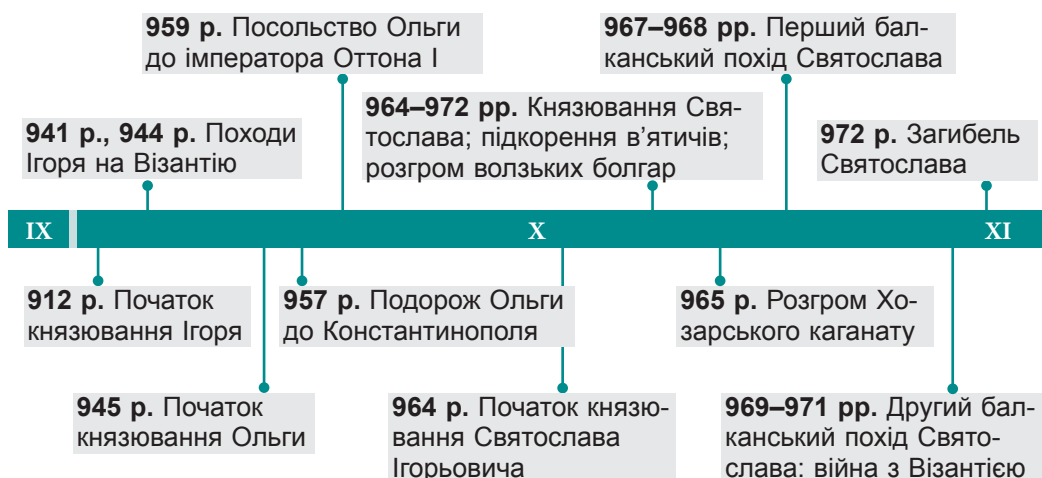 959 р. Посольство Ольги
до імператора Оттона І
967–968 рр. Перший бал-
канський похід Святослава
941 р., 944 р. Походи
Ігоря на Візантію
964–972 рр. Князювання Свя-
тослава; підкорення в’ятичів;
розгром волзьких болгар
972 р. Загибель
Святослава
IX
X
XI
912 р. Початок
князювання Ігоря
957 р. Подорож Ольги
до Константинополя
965 р. Розгром Хо-
зарського каганату
945 р. Початок
князювання Ольги
964 р. Початок князю-
вання Святослава
Ігорьовича
969–971 рр. Другий бал-
канський похід Свято-
слава; війна з Візантією